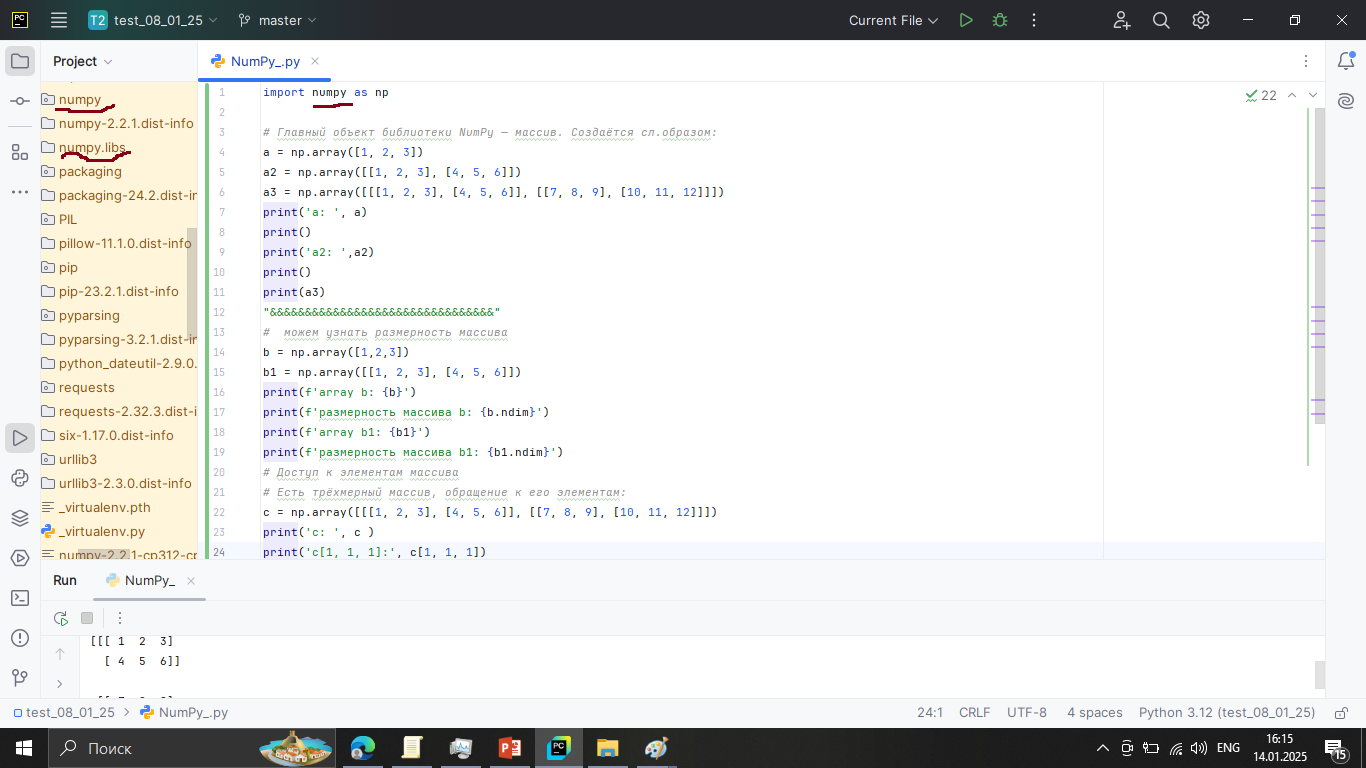 PC
T2 test_08_01_25
master
Current File
Project
NumPy_.py
numpy
numpy-2.2.1.dist-info
numpy.libs
packaging
packaging-24.2.dist-in
PIL
pillow-11.1.0.dist-info
pip
pip-23.2.1.dist-info
pyparsing
pyparsing-3.2.1.dist-in
python_dateutil-2.9.0.
requests
requests-2.32.3.dist-i
six-1.17.0.dist-info
urllib3
urllib3-2.3.0.dist-info
_virtualenv.pth
_virtualenv.py
numpy-2.2.1-cp312-cp
22
1 import numpy as np
2
3 # Главный объект библиотеки NumPy — массив. Создаётся сл.образом:
4 a = np.array([1, 2, 3])
5 a2 = np.array([[1, 2, 3], [4, 5, 6]])
6 a3 = np.array([[[1, 2, 3], [4, 5, 6]], [[7, 8, 9], [10, 11, 12]]])
7 print('a: ', a)
8 print()
9 print('a2: ',a2)
10 print()
11 print(a3)
12 "&&&&&&&&&&&&&&&&&&&&&&&&&&&&&&&&"
13 #  можем узнать размерность массива
14 b = np.array([1,2,3])
15 b1 = np.array([[1, 2, 3], [4, 5, 6]])
16 print(f'array b: {b}')
17 print(f'размерность массива b: {b.ndim}')
18 print(f'array b1: {b1}')
19 print(f'размерность массива b1: {b1.ndim}')
20 # Доступ к элементам массива
21 # Есть трёхмерный массив, обращение к его элементам:
22 c = np.array([[[1, 2, 3], [4, 5, 6]], [[7, 8, 9], [10, 11, 12]]])
23 print('c: ', c )
24 print('c[1, 1, 1]:', c[1, 1, 1])
Run NumPy_
[[[ 1  2  3]
[ 4  5  6]]
test_08_01_25 > NumPy_.py
24:1 CRLF UTF-8 4 spaces Python 3.12 (test_08_01_25)
Поиск
PC
ENG
16:15
14.01.2025
15